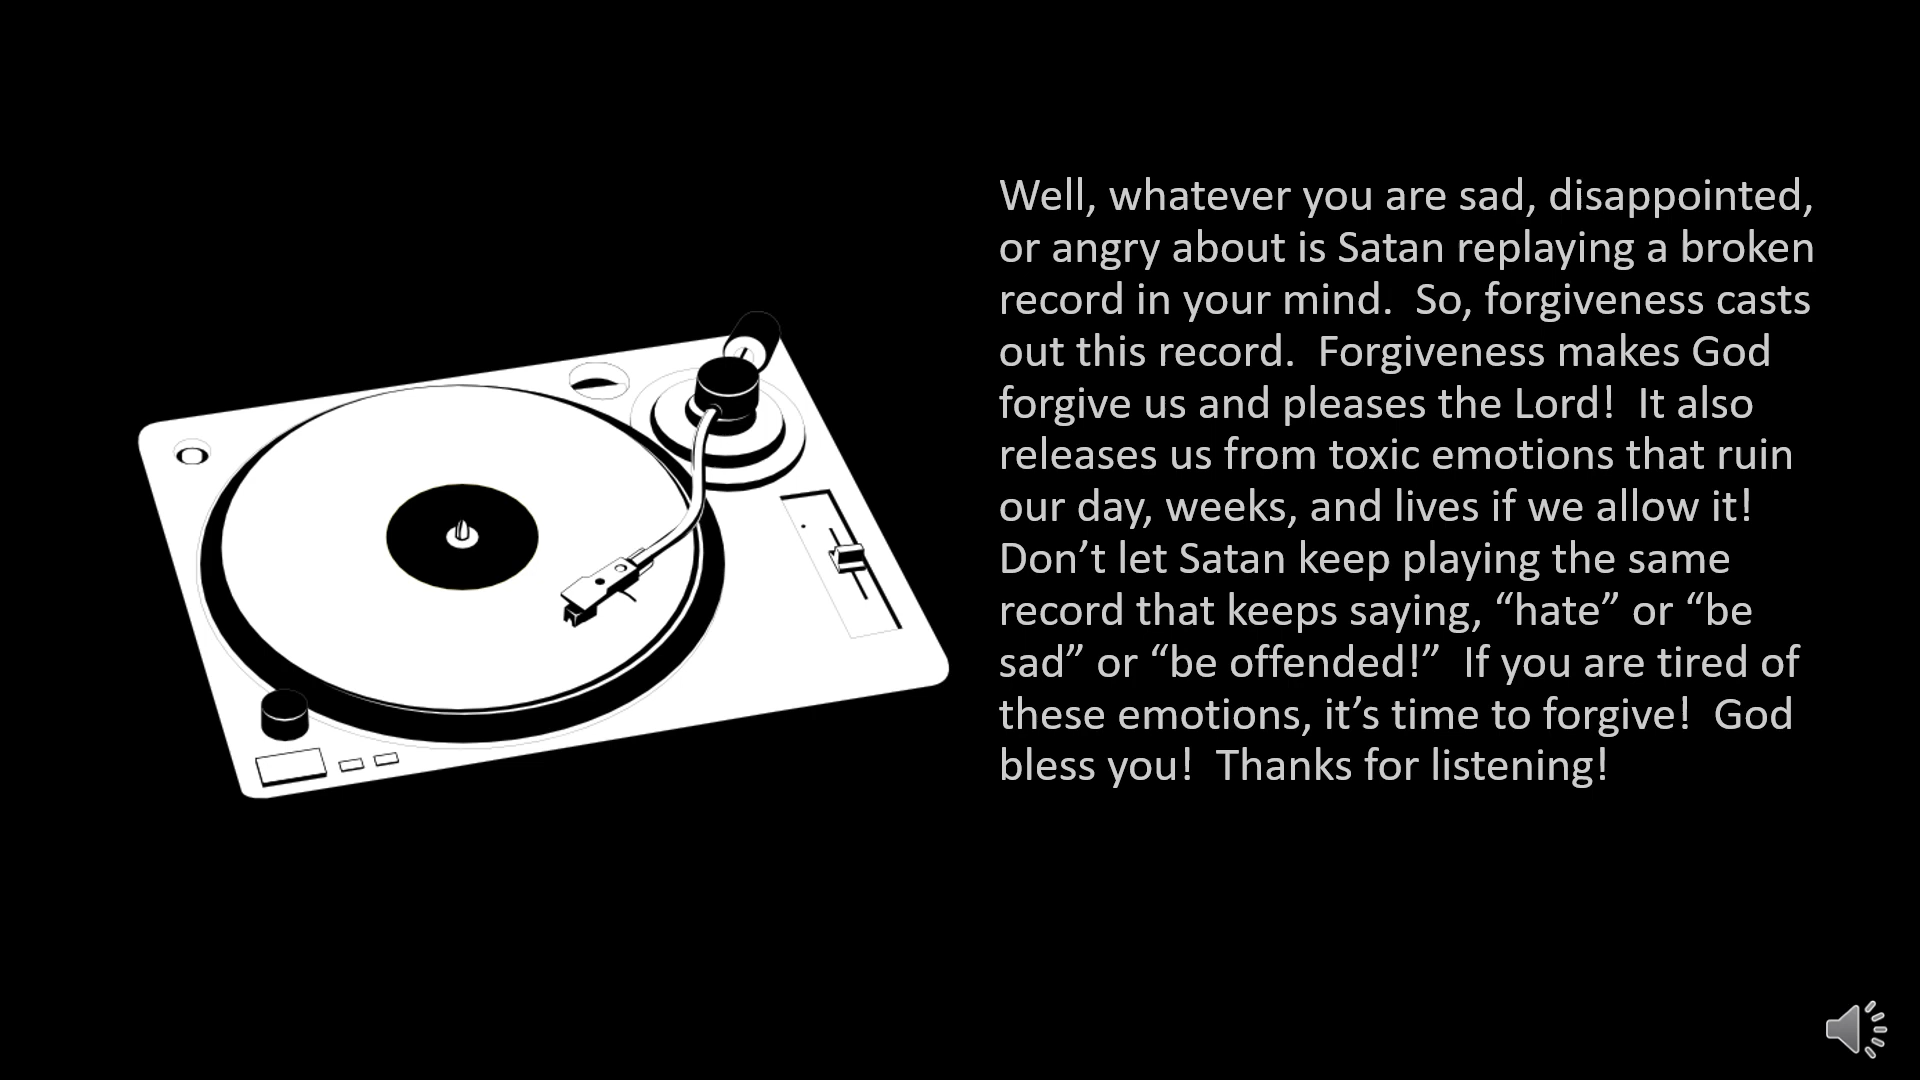 Well, whatever you are sad, disappointed,
or angry about is Satan replaying a broken
record in your mind.  So, forgiveness casts
out this record.  Forgiveness makes God
forgive us and pleases the Lord!  It also
releases us from toxic emotions that ruin
our day, weeks, and lives if we allow it!
Don’t let Satan keep playing the same
record that keeps saying, “hate” or “be
sad” or “be offended!”  If you are tired of
these emotions, it’s time to forgive!  God
bless you!  Thanks for listening!